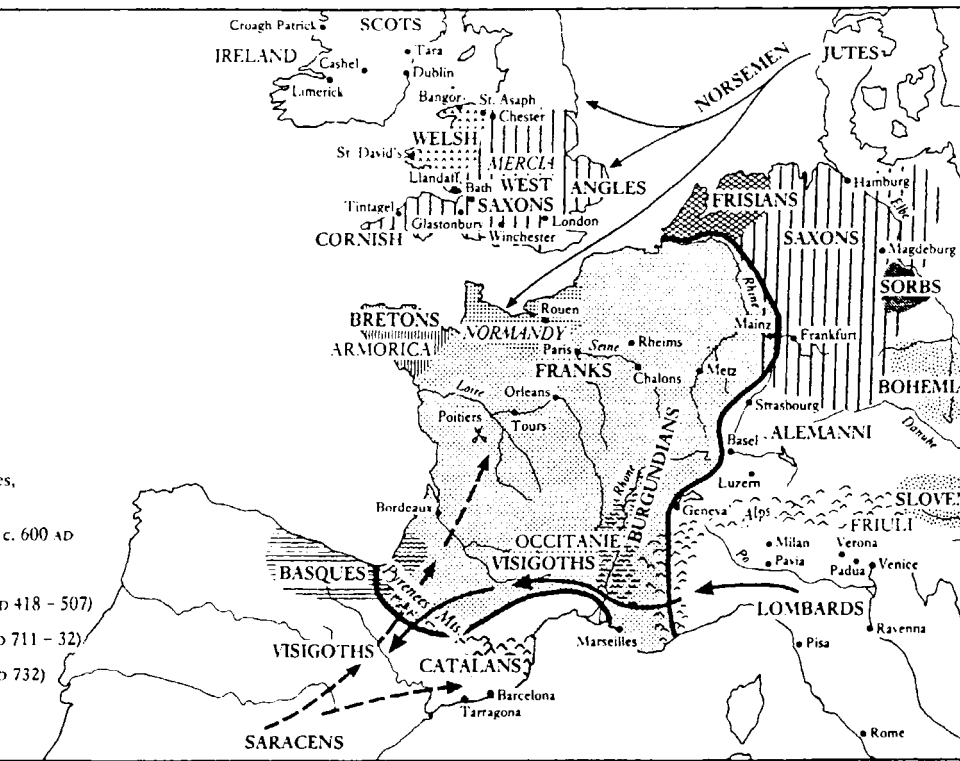 Croagh Patrick
SCOTS
IRELAND
Tara
Cashel
Dublin
Limerick
JUTES
NORSEMEN
Bangor
St. Asaph
Chester
WELSH
St David's
MERCIA
Llandaff
Bath
WEST
SAXONS
ANGLES
Tintagel
Glastonbury
London
CORNISH
Winchester
FRISIANS
Hamburg
Elbe
SAXONS
Magdeburg
SORBS
Rhine
Mainz
Frankfurt
BRETONS
ARMORICA
Rouen
NORMANDY
Paris
Seine
Rheims
FRANKS
Chalons
Metz
BOHEMIA
Loire
Orleans
Poitiers
Tours
Strasbourg
ALEMANNI
Danube
Basel
Luzern
BURGUNDIANS
Rhone
Geneva
Alps
SLOVEN
FRIULI
Bordeaux
OCCITANIE
VISIGOTHS
Milan
Verona
Po
Pavia
Padua
Venice
LOMBARDS
Ravenna
BASQUES
Pyrenees Mts
Marseilles
Pisa
VISIGOTHS
CATALANS
Barcelona
Tarragona
SARACENS
Rome
es,
c. 600 AD
D 418 – 507)
D 711 – 32)
D 732)